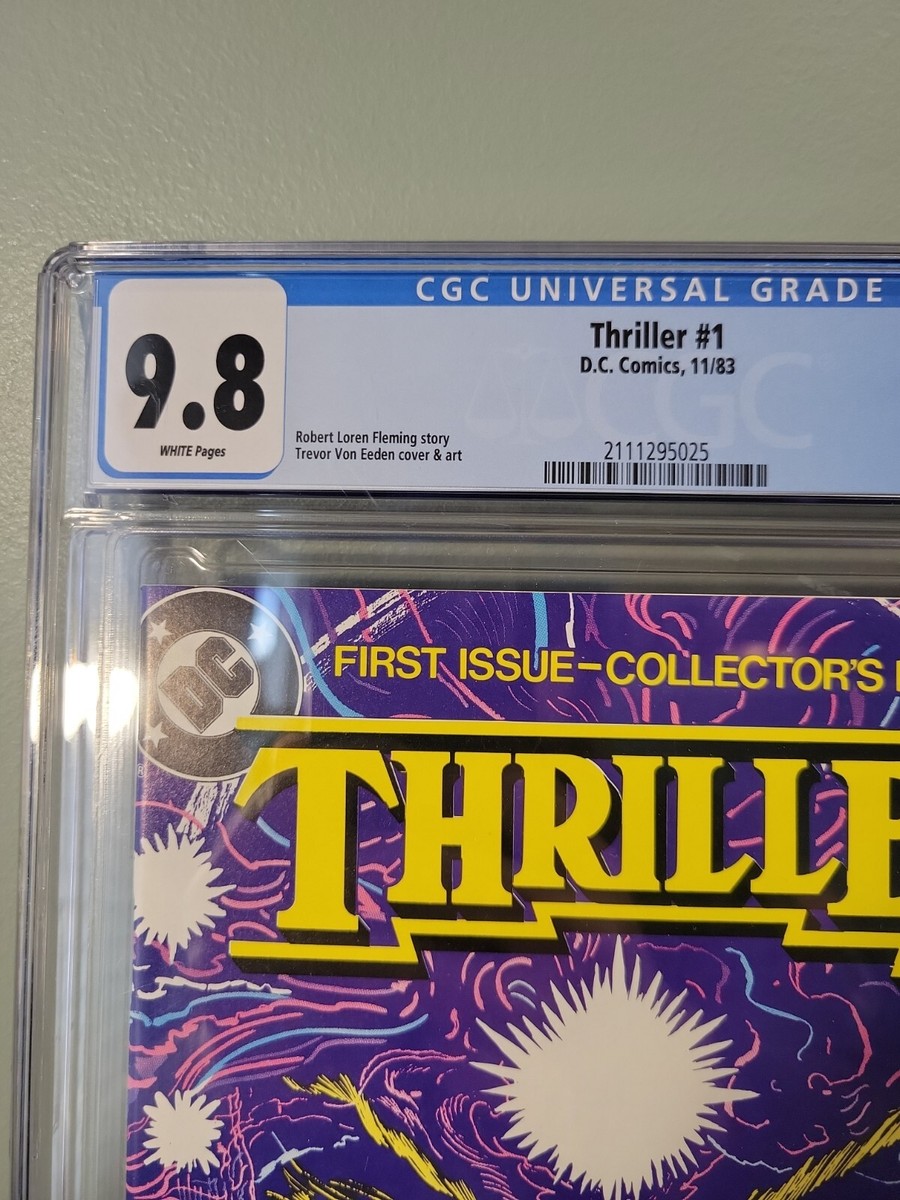 CGC UNIVERSAL GRADE
9.8
WHITE Pages
Thriller #1
D.C. Comics, 11/83
CGC
Robert Loren Fleming story
Trevor Von Eeden cover & art
2111295025
DC
FIRST ISSUE–COLLECTOR'S
THRILLE